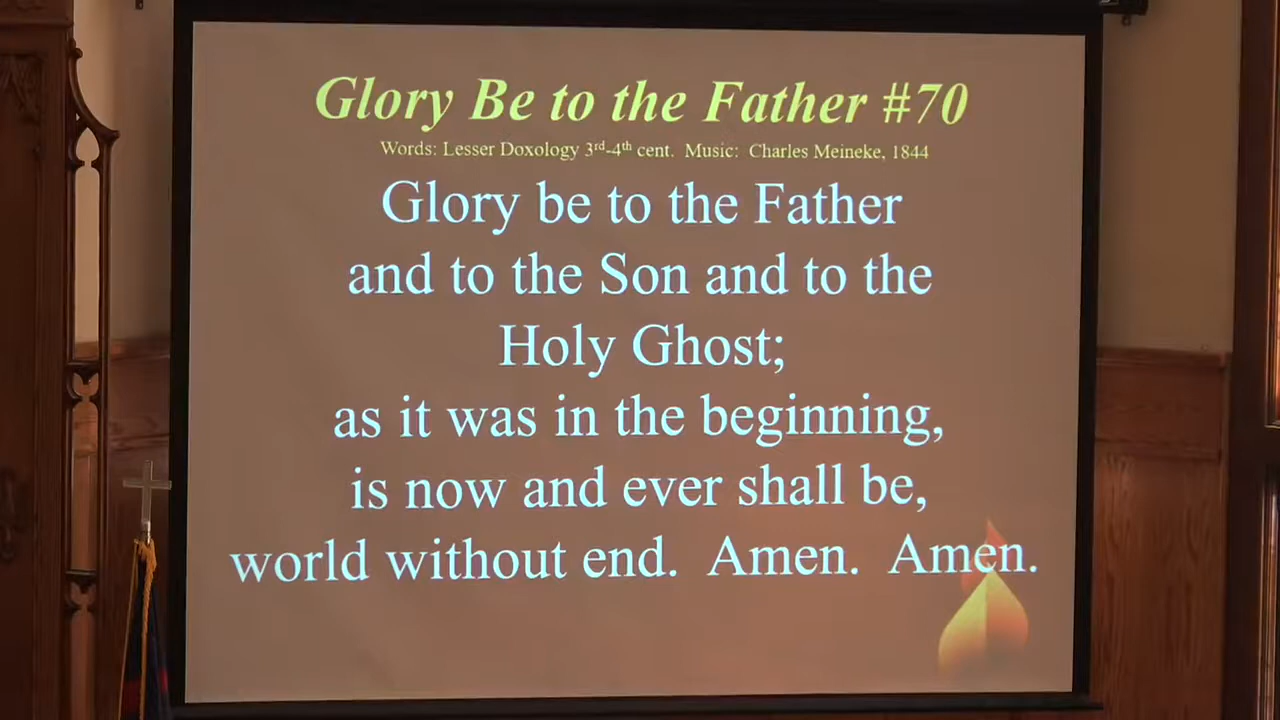 Glory Be to the Father #70
Words: Lesser Doxology 3rd-4th cent. Music: Charles Meineke, 1844
Glory be to the Father
and to the Son and to the
Holy Ghost;
as it was in the beginning,
is now and ever shall be,
world without end. Amen. Amen.